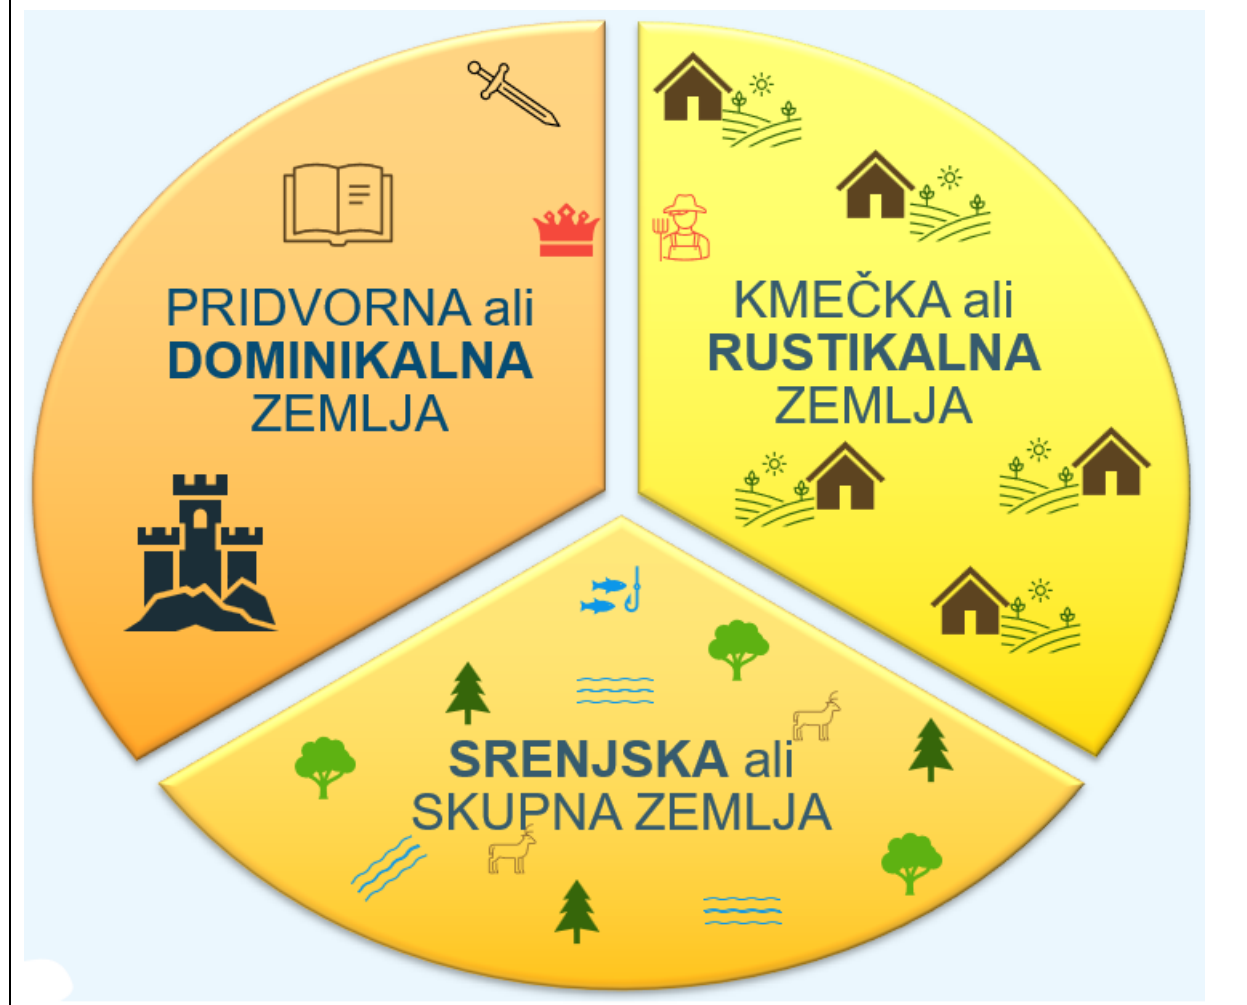 PRIDVORNA ali
DOMINIKALNA
ZEMLJA
KMEČKA ali
RUSTIKALNA
ZEMLJA
SRENJSKA ali
SKUPNA ZEMLJA